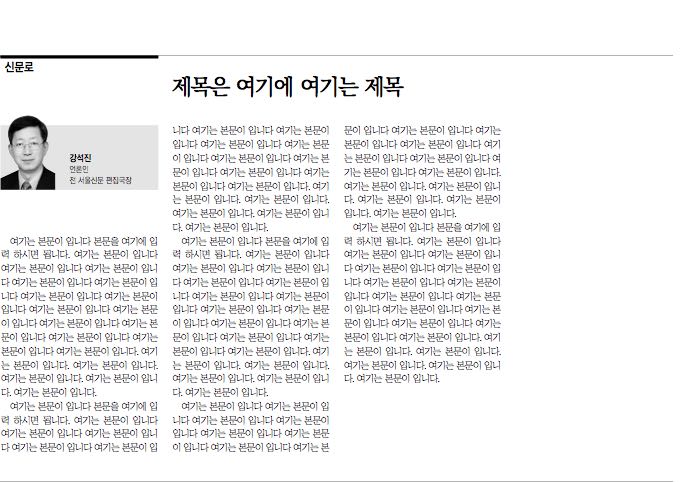 신문로
제목은 여기에 여기는 제목
강석진
언론인
전 서울신문 편집국장
여기는 본문이 입니다 본문을 여기에 입
력 하시면 됩니다. 여기는 본문이 입니다
여기는 본문이 입니다 여기는 본문이 입니
다 여기는 본문이 입니다 여기는 본문이 입
니다 여기는 본문이 입니다 여기는 본문이
입니다 여기는 본문이 입니다 여기는 본문
이 입니다 여기는 본문이 입니다 여기는 본
문이 입니다 여기는 본문이 입니다 여기는
본문이 입니다 여기는 본문이 입니다. 여기
는 본문이 입니다. 여기는 본문이 입니다.
여기는 본문이 입니다. 여기는 본문이 입니
다. 여기는 본문이 입니다.
여기는 본문이 입니다 본문을 여기에 입
력 하시면 됩니다. 여기는 본문이 입니다
여기는 본문이 입니다 여기는 본문이 입니
다 여기는 본문이 입니다 여기는 본문이 입
니다 여기는 본문이 입니다 여기는 본문이
입니다 여기는 본문이 입니다 여기는 본문
이 입니다 여기는 본문이 입니다 여기는 본
문이 입니다 여기는 본문이 입니다 여기는
본문이 입니다 여기는 본문이 입니다. 여기
는 본문이 입니다. 여기는 본문이 입니다.
여기는 본문이 입니다. 여기는 본문이 입니
다. 여기는 본문이 입니다.
여기는 본문이 입니다 본문을 여기에 입
력 하시면 됩니다. 여기는 본문이 입니다
여기는 본문이 입니다 여기는 본문이 입니
다 여기는 본문이 입니다 여기는 본문이 입
니다 여기는 본문이 입니다 여기는 본문이
입니다 여기는 본문이 입니다 여기는 본문
이 입니다 여기는 본문이 입니다 여기는 본
문이 입니다 여기는 본문이 입니다 여기는
본문이 입니다 여기는 본문이 입니다. 여기
는 본문이 입니다. 여기는 본문이 입니다.
여기는 본문이 입니다. 여기는 본문이 입니
다. 여기는 본문이 입니다.
여기는 본문이 입니다 여기는 본문이 입
니다 여기는 본문이 입니다 여기는 본문이
입니다 여기는 본문이 입니다 여기는 본문
이 입니다 여기는 본문이 입니다 여기는 본
문이 입니다 여기는 본문이 입니다 여기는
본문이 입니다 여기는 본문이 입니다 여기
는 본문이 입니다 여기는 본문이 입니다 여
기는 본문이 입니다 여기는 본문이 입니다.
여기는 본문이 입니다. 여기는 본문이 입니
다. 여기는 본문이 입니다. 여기는 본문이
입니다. 여기는 본문이 입니다.
여기는 본문이 입니다 본문을 여기에 입
력 하시면 됩니다. 여기는 본문이 입니다
여기는 본문이 입니다 여기는 본문이 입니
다 여기는 본문이 입니다 여기는 본문이 입
니다 여기는 본문이 입니다 여기는 본문이
입니다 여기는 본문이 입니다 여기는 본문
이 입니다 여기는 본문이 입니다 여기는 본
문이 입니다 여기는 본문이 입니다 여기는
본문이 입니다 여기는 본문이 입니다. 여기
는 본문이 입니다. 여기는 본문이 입니다.
여기는 본문이 입니다. 여기는 본문이 입니
다. 여기는 본문이 입니다.